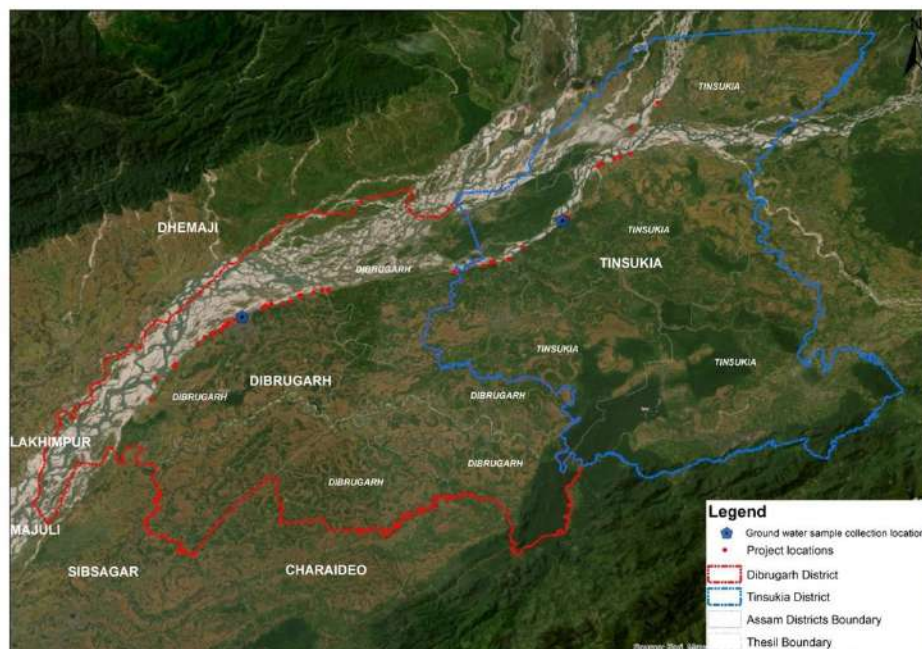 TINSUKIA
DHEMAJI
TINSUKIA
DIBRUGARH
TINSUKIA
TINSUKIA
TINSUKIA
DIBRUGARH
DIBRUGARH
DIBRUGARH
TINSUKIA
LAKHIMPUR
DIBRUGARH
DIBRUGARH
MAJULI
SIBSAGAR
CHARAIDEO
Legend
Ground water sample collection location
Project locations
Dibrugarh District
Tinsukia District
Assam Districts Boundary
Thesil Boundary